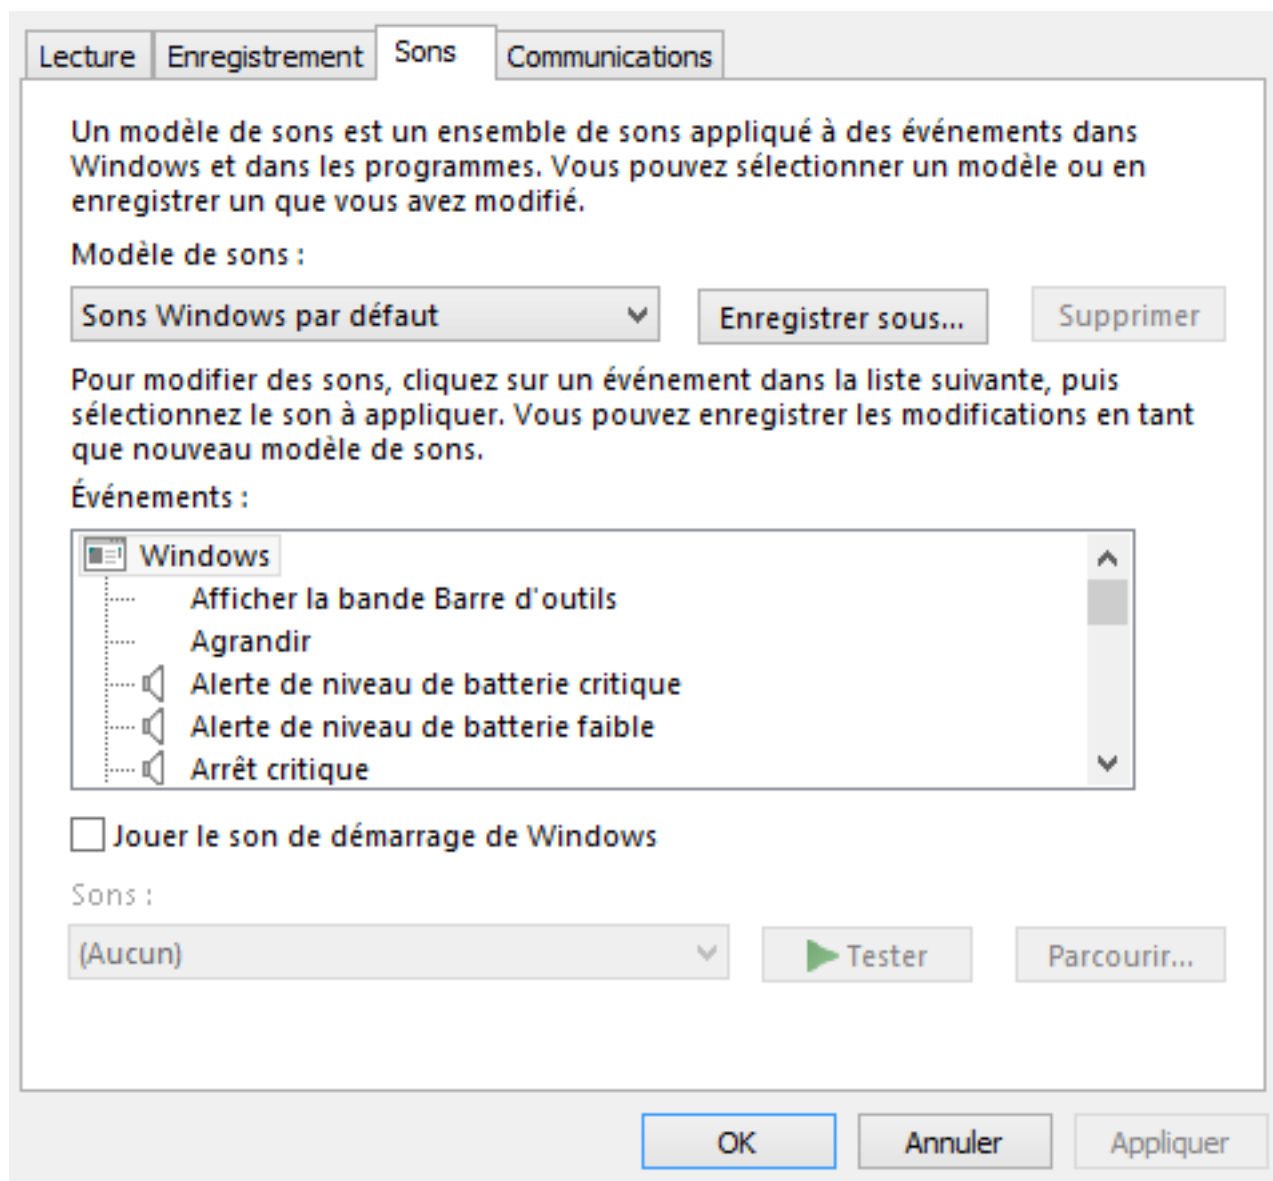 Lecture
Enregistrement
Sons
Communications
Un modèle de sons est un ensemble de sons appliqué à des événements dans
Windows et dans les programmes. Vous pouvez sélectionner un modèle ou en
enregistrer un que vous avez modifié.
Modèle de sons :
Sons Windows par défaut
Enregistrer sous...
Supprimer
Pour modifier des sons, cliquez sur un événement dans la liste suivante, puis
sélectionnez le son à appliquer. Vous pouvez enregistrer les modifications en tant
que nouveau modèle de sons.
Événements :
Windows
Afficher la bande Barre d'outils
Agrandir
Alerte de niveau de batterie critique
Alerte de niveau de batterie faible
Arrêt critique
Jouer le son de démarrage de Windows
Sons :
(Aucun)
Tester
Parcourir...
OK
Annuler
Appliquer